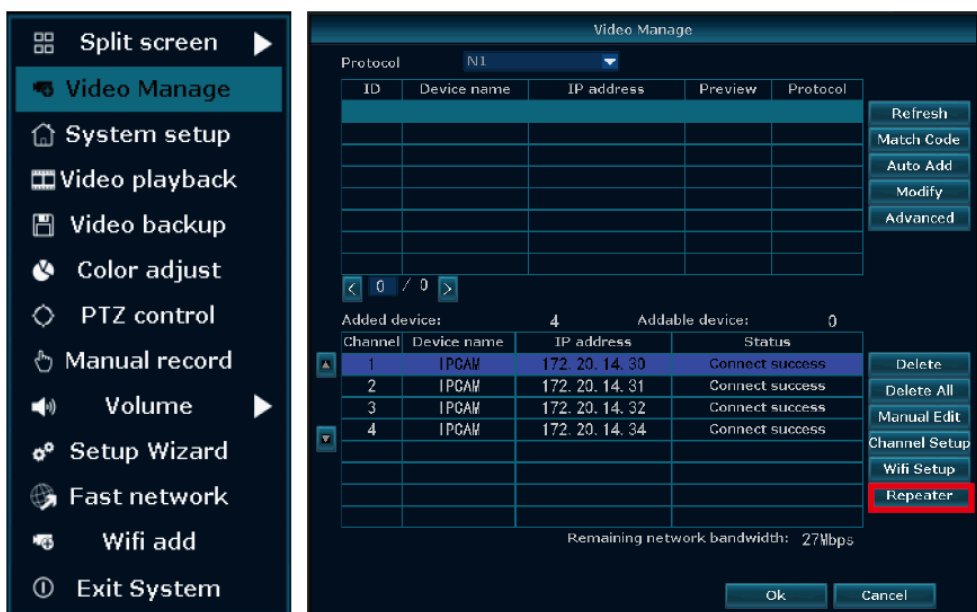 Split screen
Video Manage
System setup
Video playback
Video backup
Color adjust
PTZ control
Manual record
Volume
Setup Wizard
Fast network
Wifi add
Exit System
Video Manage
Protocol N1
ID Device name IP address Preview Protocol
Refresh
Match Code
Auto Add
Modify
Advanced
< 0 / 0 >
Added device: 4 Addable device: 0
Channel Device name IP address Status
1 IPCAM 172. 20. 14. 30 Connect success
2 IPCAM 172. 20. 14. 31 Connect success
3 IPCAM 172. 20. 14. 32 Connect success
4 IPCAM 172. 20. 14. 34 Connect success
Delete
Delete All
Manual Edit
Channel Setup
Wifi Setup
Repeater
Remaining network bandwidth: 27Mbps
Ok Cancel